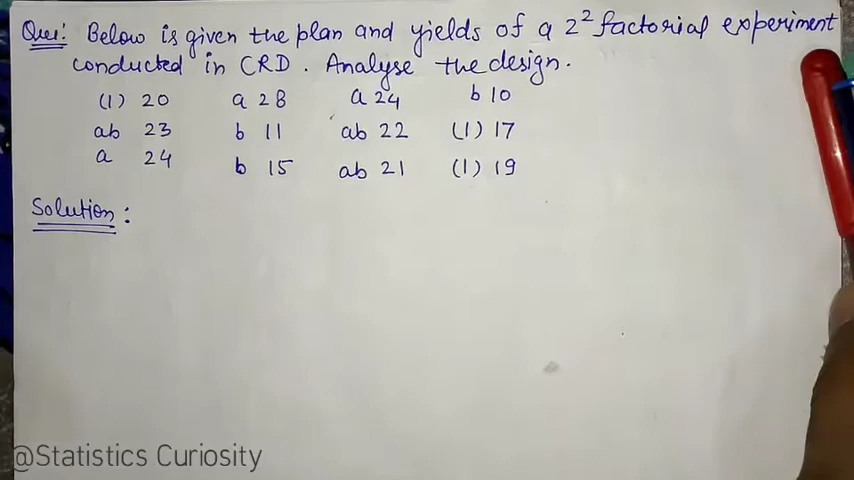 Que: Below is given the plan and yields of a 2² factorial experiment
conducted in CRD. Analyse the design.
(1) 20 a 28 a 24 b 10
ab 23 b 11 ab 22 (1) 17
a 24 b 15 ab 21 (1) 19
Solution:
@Statistics Curiosity